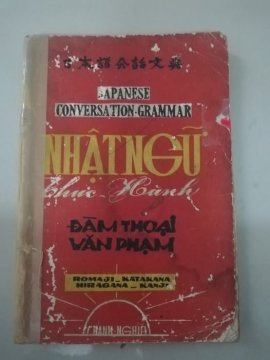 日本語会話文典
JAPANESE
CONVERSATION-GRAMMAR
NHẬT NGỮ
Thực-Hành
ĐÀM THOẠI
VĂN PHẠM
ROMAJI _ KATAKANA
HIRAGANA _ KANJI